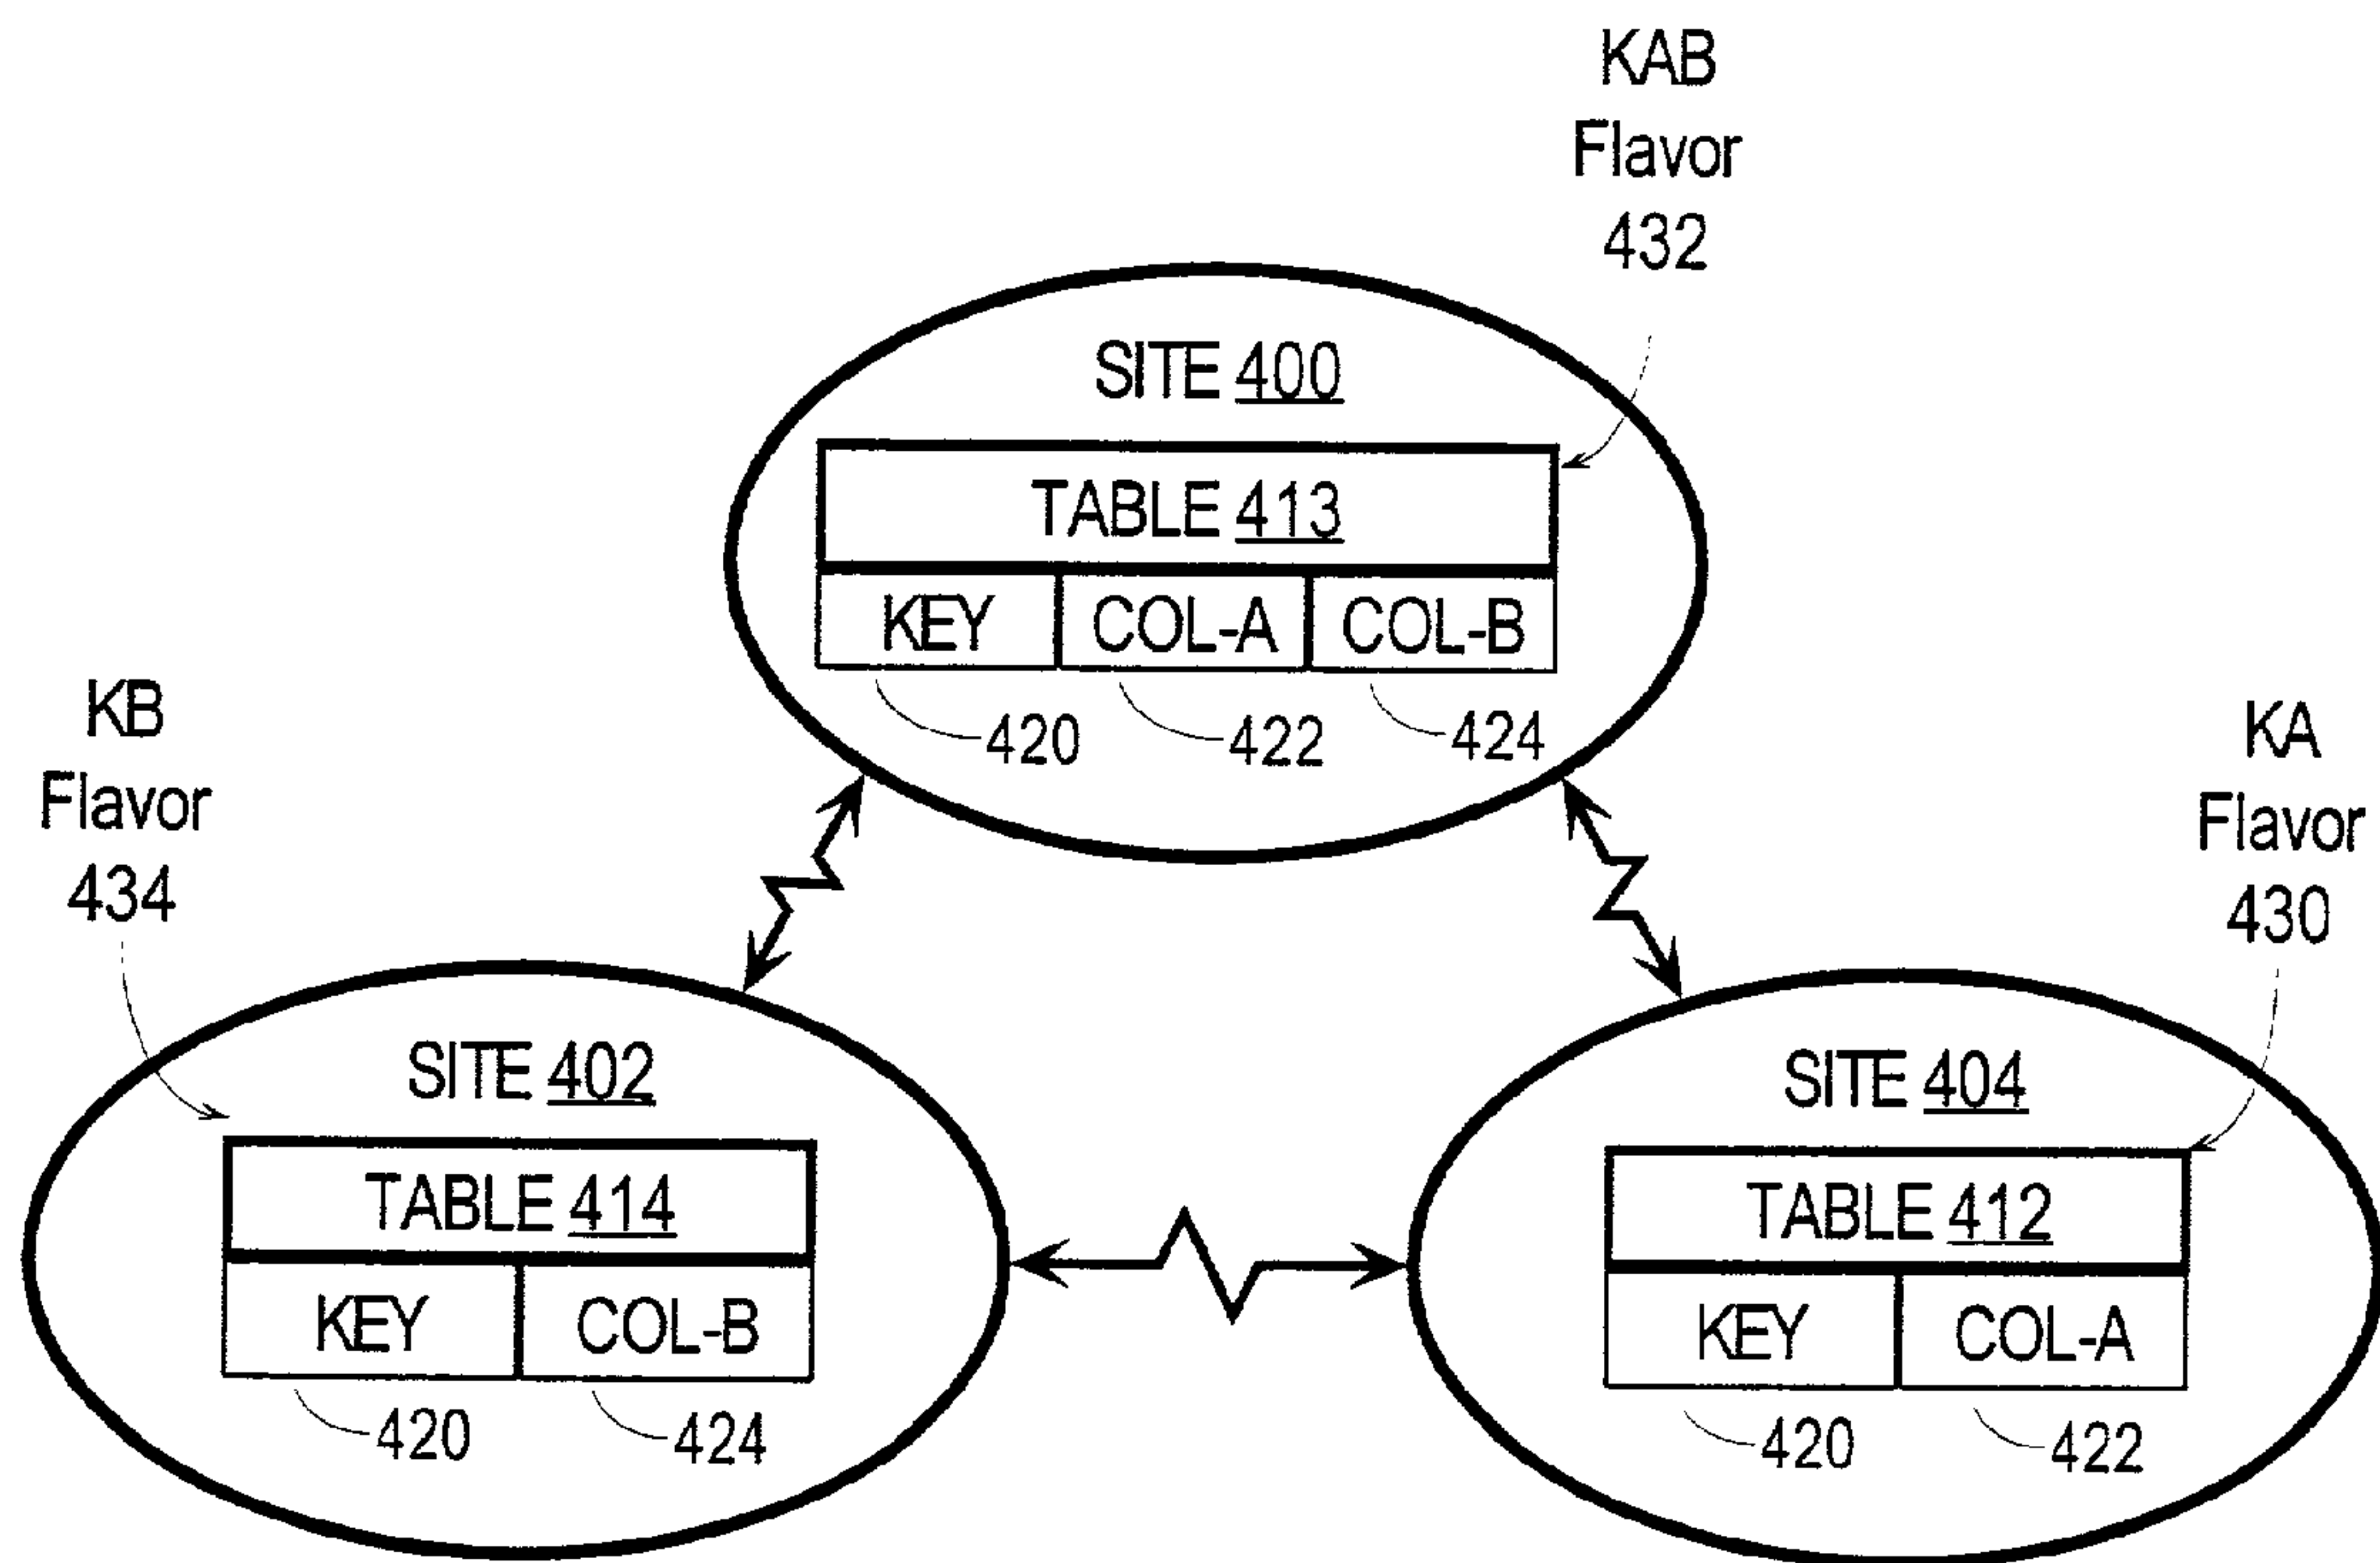 KAB
Flavor
432
SITE 400
TABLE 413
KEY COL-A COL-B
420 422 424
KB
Flavor
434
KA
Flavor
430
SITE 402
TABLE 414
KEY COL-B
420 424
SITE 404
TABLE 412
KEY COL-A
420 422